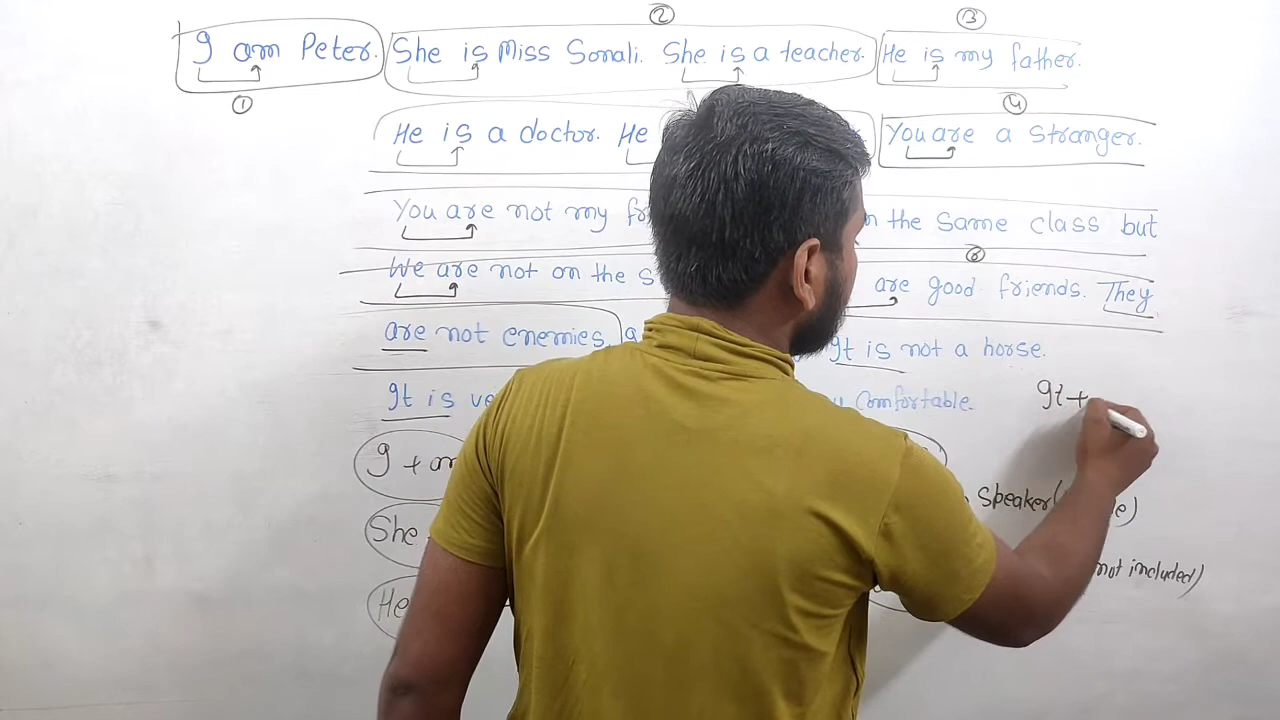 ②
③
I am Peter. She is Miss Sonali. She is a teacher. He is my father.
①
④
He is a doctor. He You are a stranger.
You are not my the same class but
⑥
We are not on the are good friends. They
are not enemies. It is not a horse.
It is comfortable.
It +
I +
She speaker
He not included)